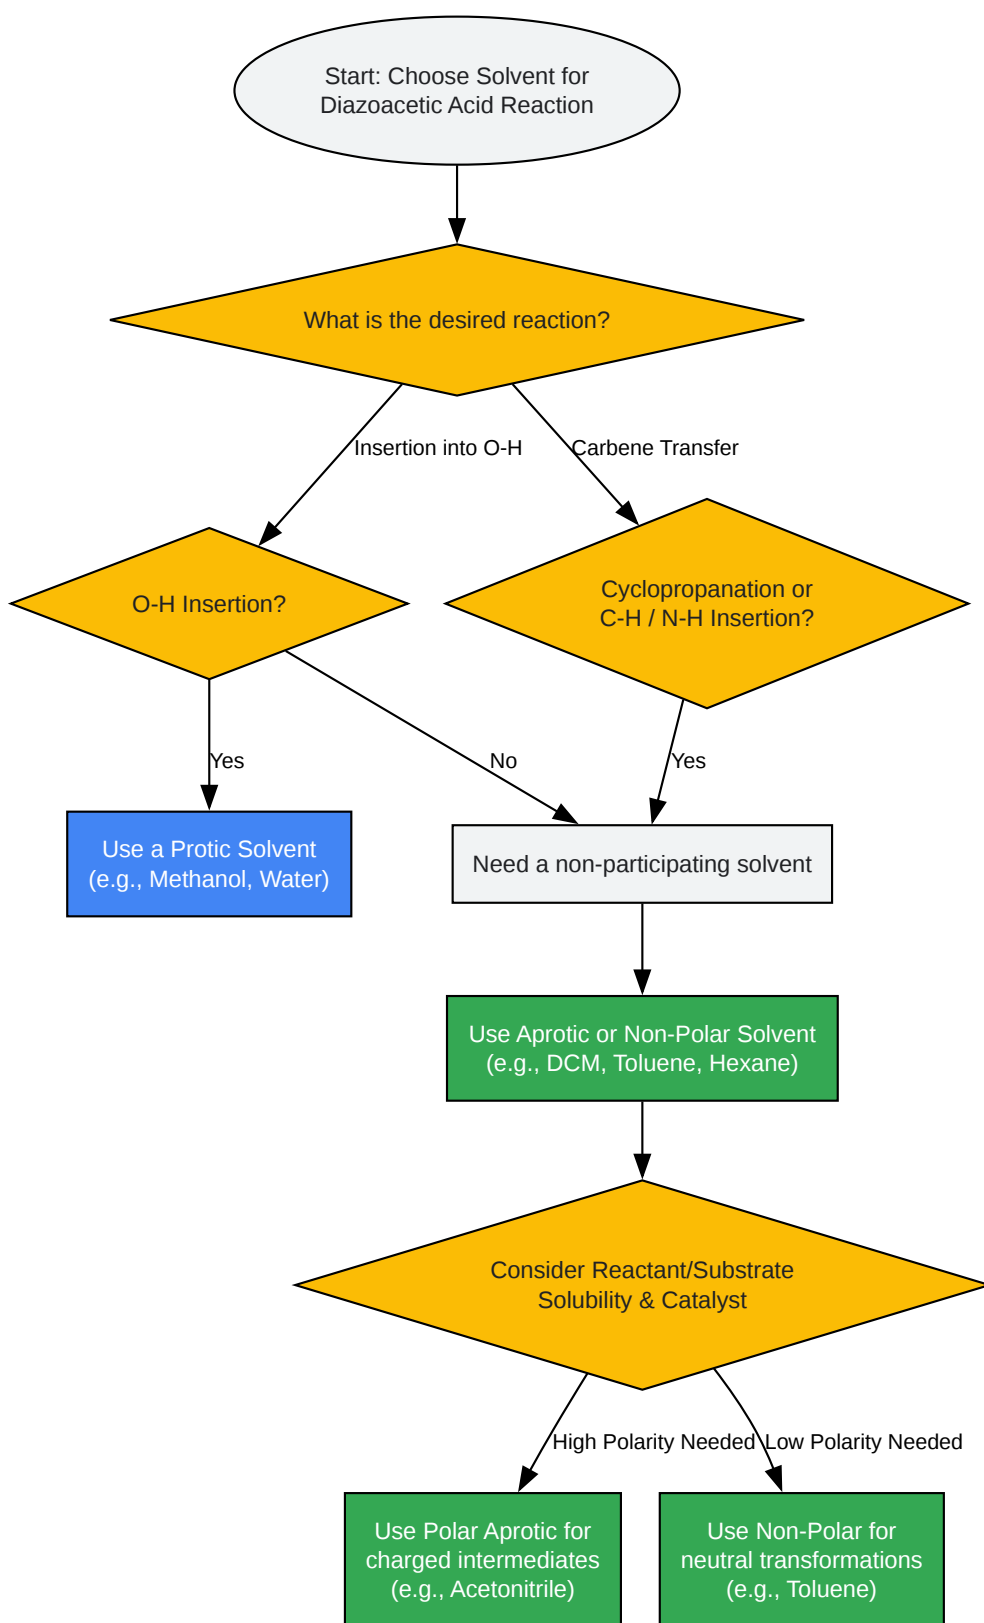 Start: Choose Solvent for
Diazoacetic Acid Reaction
What is the desired reaction?
Insertion into O-H
Carbene Transfer
O-H Insertion?
Cyclopropanation or
C-H / N-H Insertion?
Yes
No
Yes
Use a Protic Solvent
(e.g., Methanol, Water)
Need a non-participating solvent
Use Aprotic or Non-Polar Solvent
(e.g., DCM, Toluene, Hexane)
Consider Reactant/Substrate
Solubility & Catalyst
High Polarity Needed
Low Polarity Needed
Use Polar Aprotic for
charged intermediates
(e.g., Acetonitrile)
Use Non-Polar for
neutral transformations
(e.g., Toluene)